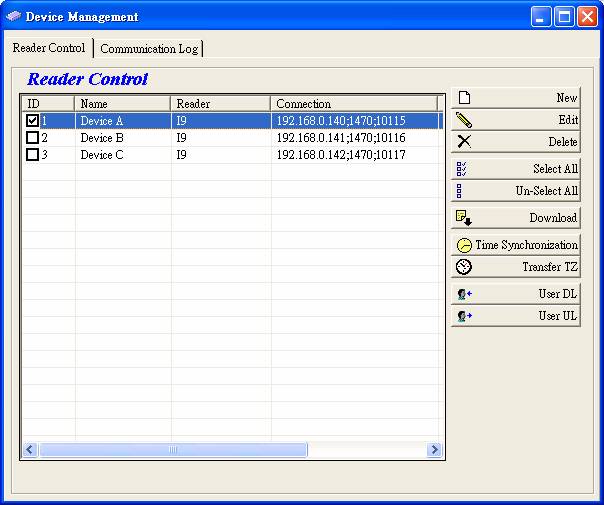 Device Management
Reader Control Communication Log
Reader Control
ID Name Reader Connection
1 Device A I9 192.168.0.140;1470;10115
2 Device B I9 192.168.0.141;1470;10116
3 Device C I9 192.168.0.142;1470;10117
New
Edit
Delete
Select All
Un-Select All
Download
Time Synchronization
Transfer TZ
User DL
User UL